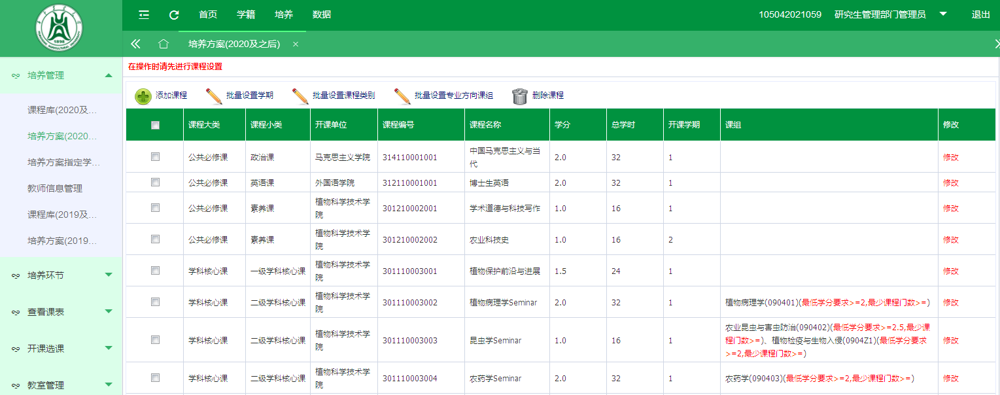 首页 学籍 培养 数据 105042021059 研究生管理部门管理员 退出
培养方案(2020及之后) ×
1898
培养管理
课程库(2020及...
培养方案(2020...
培养方案指定学...
教师信息管理
课程库(2019及...
培养方案(2019...
培养环节
查看课表
开课选课
教室管理
在操作时请先进行课程设置
添加课程 批量设置学期 批量设置课程类别 批量设置专业方向课组 删除课程
课程大类 课程小类 开课单位 课程编号 课程名称 学分 总学时 开课学期 课组 修改
公共必修课 政治课 马克思主义学院 314110001001 中国马克思主义与当
代 2.0 32 1 修改
公共必修课 英语课 外国语学院 312110001001 博士生英语 2.0 32 1 修改
公共必修课 素养课 植物科学技术学
院 301210002001 学术道德与科技写作 1.0 16 1 修改
公共必修课 素养课 植物科学技术学
院 301210002002 农业科技史 1.0 16 2 修改
学科核心课 一级学科核心课 植物科学技术学
院 301110003001 植物保护前沿与进展 1.5 24 1 修改
学科核心课 二级学科核心课 植物科学技术学
院 301110003002 植物病理学Seminar 2.0 32 1 植物病理学(090401)(最低学分要求>=2,最少课程门数>=) 修改
学科核心课 二级学科核心课 植物科学技术学
院 301110003003 昆虫学Seminar 1.0 16 1 农业昆虫与害虫防治(090402)(最低学分要求>=2.5,最少课
程门数>=)、植物检疫与生物入侵(0904Z1)(最低学分要求
>=2,最少课程门数>=) 修改
学科核心课 二级学科核心课 植物科学技术学
院 301110003004 农药学Seminar 2.0 32 1 农药学(090403)(最低学分要求>=2,最少课程门数>=) 修改